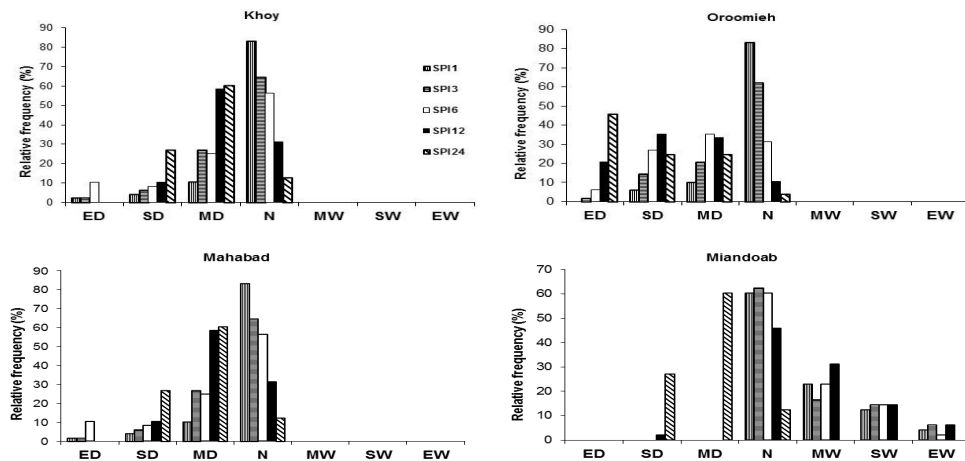 Khoy
Relative frequency (%)
90
80
70
60
50
40
30
20
10
0
ED SD MD N MW SW EW
SPI1
SPI3
SPI6
SPI12
SPI24
Oroomieh
Relative frequency (%)
90
80
70
60
50
40
30
20
10
0
ED SD MD N MW SW EW
Mahabad
Relative frequency (%)
90
80
70
60
50
40
30
20
10
0
ED SD MD N MW SW EW
Miandoab
Relative frequency (%)
70
60
50
40
30
20
10
0
ED SD MD N MW SW EW